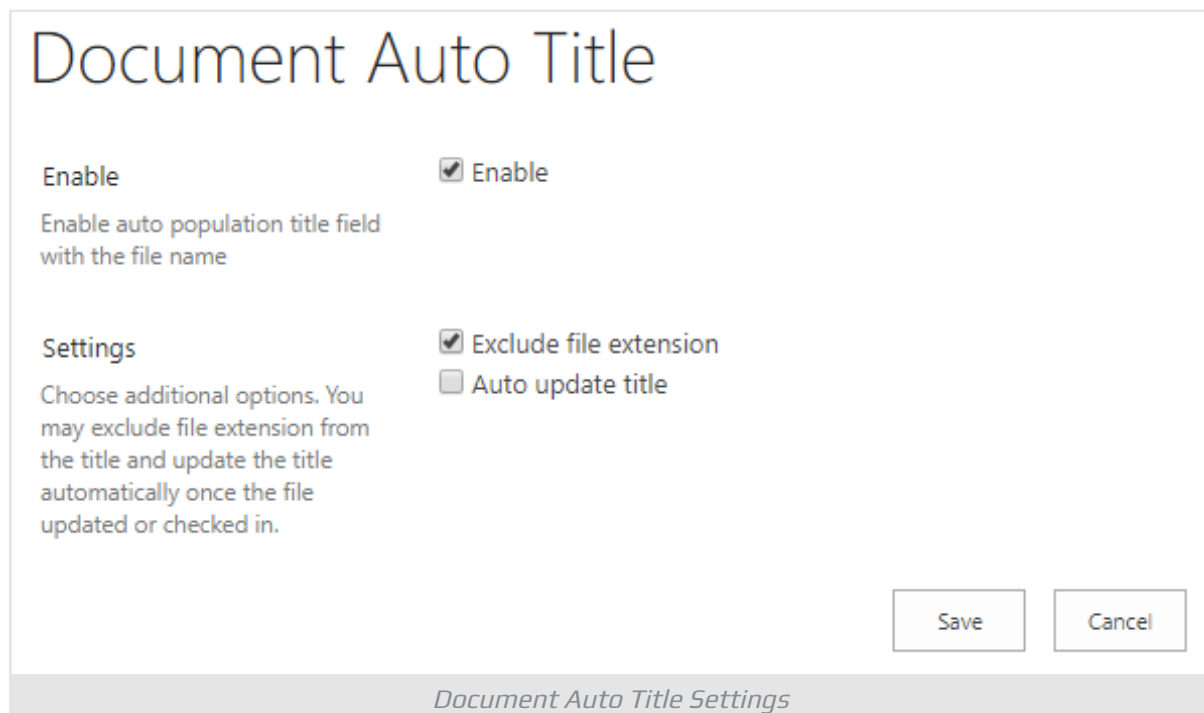 Document Auto Title
Enable
Enable
Enable auto population title field
with the file name
Settings
Exclude file extension
Auto update title
Choose additional options. You
may exclude file extension from
the title and update the title
automatically once the file
updated or checked in.
Save
Cancel
Document Auto Title Settings